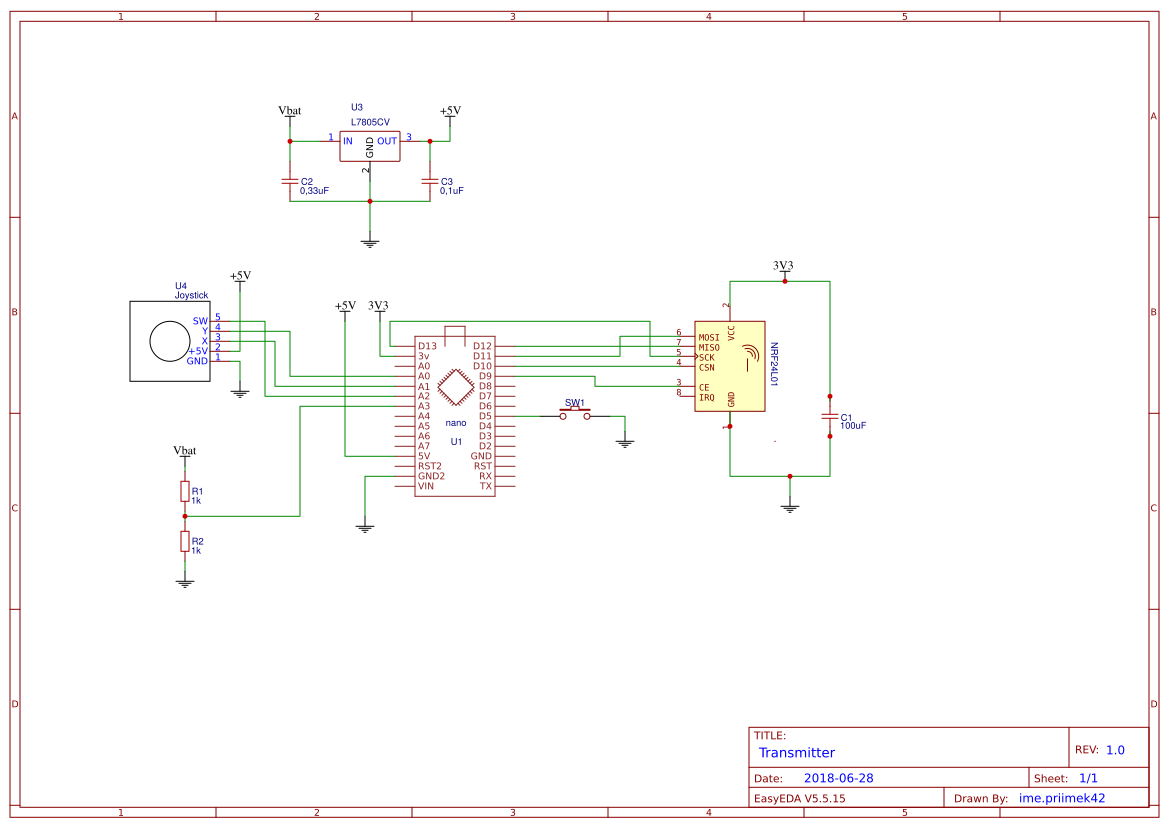 1 2 3 4 5
A A
B B
C C
D D
Vbat
U3
L7805CV
+5V
1 IN OUT 3
GND
2
C2
0,33uF
C3
0,1uF
U4
Joystick
+5V
SW 5
Y 4
X 3
+5V 2
GND 1
+5V 3V3
D13 D12
3v D11
A0 D10
A0 D9
A1 D8
A2 D7
A3 D6
A4 D5
A5 D4
A6 D3
A7 D2
5V GND
RST2 RST
GND2 RX
VIN TX
nano
U1
SW1
3V3
2
VCC
6 MOSI
7 MISO
5 SCK
4 CSN
3 CE
8 IRQ
GND
1
NRF24L01
C1
100uF
Vbat
R1
1k
R2
1k
TITLE:
Transmitter
REV: 1.0
Date: 2018-06-28
Sheet: 1/1
EasyEDA V5.5.15
Drawn By: ime.priimek42
1 2 3 4 5